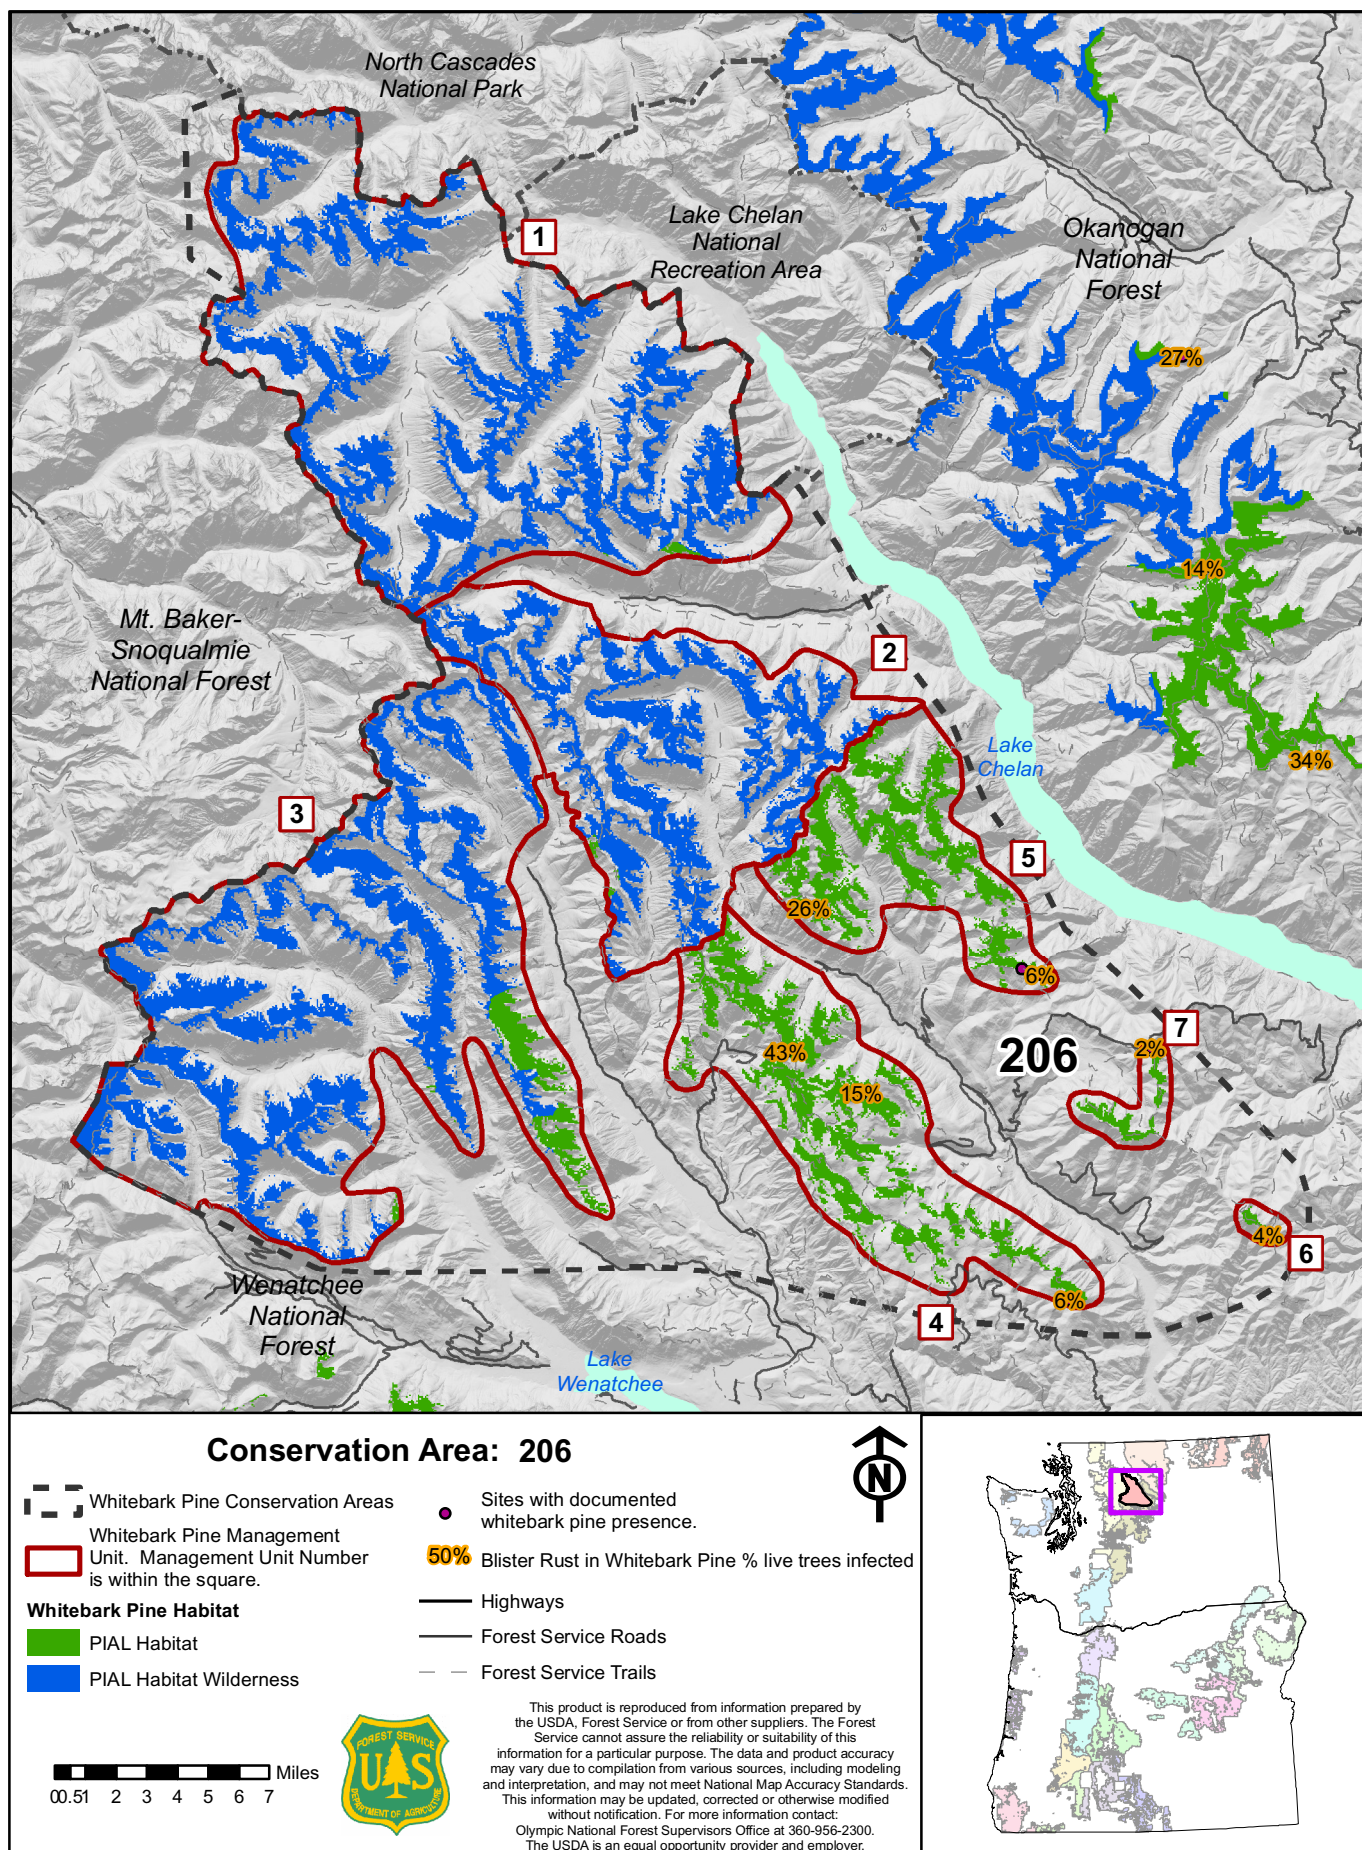 North Cascades
National Park
1
Lake Chelan
National
Recreation Area
Okanogan
National
Forest
27%
14%
Mt. Baker-
Snoqualmie
National Forest
2
Lake
Chelan
34%
3
5
26%
6%
206
7
2%
43%
15%
4%
6
6%
4
Wenatchee
National
Forest
Lake
Wenatchee
Conservation Area: 206
Whitebark Pine Conservation Areas
Whitebark Pine Management
Unit. Management Unit Number
is within the square.
Whitebark Pine Habitat
PIAL Habitat
PIAL Habitat Wilderness
N
Sites with documented
whitebark pine presence.
50% Blister Rust in Whitebark Pine % live trees infected
Highways
Forest Service Roads
Forest Service Trails
Miles
0 0.5 1 2 3 4 5 6 7
FOREST SERVICE
U S
DEPARTMENT OF AGRICULTURE
This product is reproduced from information prepared by
the USDA, Forest Service or from other suppliers. The Forest
Service cannot assure the reliability or suitability of this
information for a particular purpose. The data and product accuracy
may vary due to compilation from various sources, including modeling
and interpretation, and may not meet National Map Accuracy Standards.
This information may be updated, corrected or otherwise modified
without notification. For more information contact:
Olympic National Forest Supervisors Office at 360-956-2300.
The USDA is an equal opportunity provider and employer.